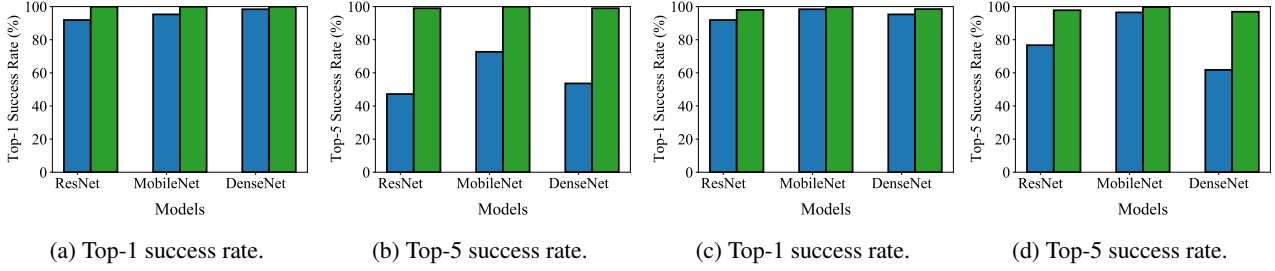 100
80
60
40
20
0
Top-1 Success Rate (%)
ResNet MobileNet DenseNet
Models
(a) Top-1 success rate.
100
80
60
40
20
0
Top-5 Success Rate (%)
ResNet MobileNet DenseNet
Models
(b) Top-5 success rate.
100
80
60
40
20
0
Top-1 Success Rate (%)
ResNet MobileNet DenseNet
Models
(c) Top-1 success rate.
100
80
60
40
20
0
Top-5 Success Rate (%)
ResNet MobileNet DenseNet
Models
(d) Top-5 success rate.